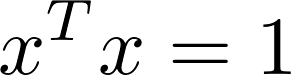 $x^T x = 1$